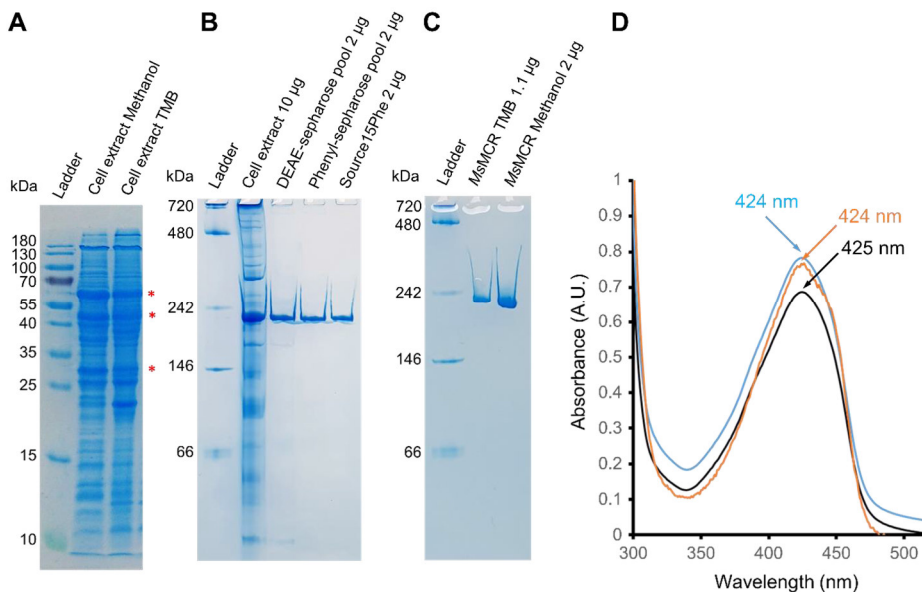 A
B
C
D
kDa
Ladder
Cell extract Methanol
Cell extract TMB
180
130
100
70
55
40
35
25
15
10
*
*
*
kDa
Ladder
Cell extract 10 µg
DEAE-sepharose pool 2 µg
Phenyl-sepharose pool 2 µg
Source15Phe 2 µg
720
480
242
146
66
kDa
Ladder
MsMCR TMB 1.1 µg
MsMCR Methanol 2 µg
720
480
242
146
66
424 nm
424 nm
425 nm
Absorbance (A.U.)
1
0.9
0.8
0.7
0.6
0.5
0.4
0.3
0.2
0.1
0
300 350 400 450 500
Wavelength (nm)